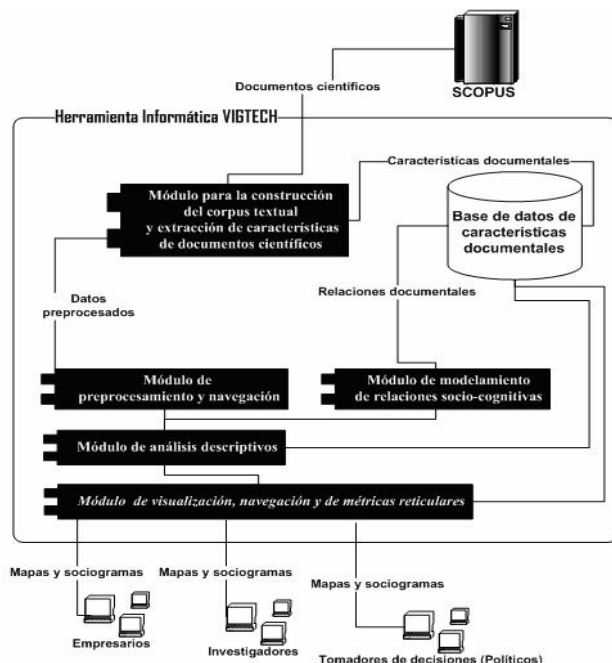 Documentos científicos
SCOPUS
Herramienta Informática VIGTECH
Características documentales
Módulo para la construcción
del corpus textual
y extracción de características
de documentos científicos
Base de datos de
características
documentales
Datos
preprocesados
Relaciones documentales
Módulo de
preprocesamiento y navegación
Módulo de modelamiento
de relaciones socio-cognitivas
Módulo de análisis descriptivos
Módulo de visualización, navegación y de métricas reticulares
Mapas y sociogramas
Mapas y sociogramas
Mapas y sociogramas
Empresarios
Investigadores
Tomadores de decisiones (Políticos)